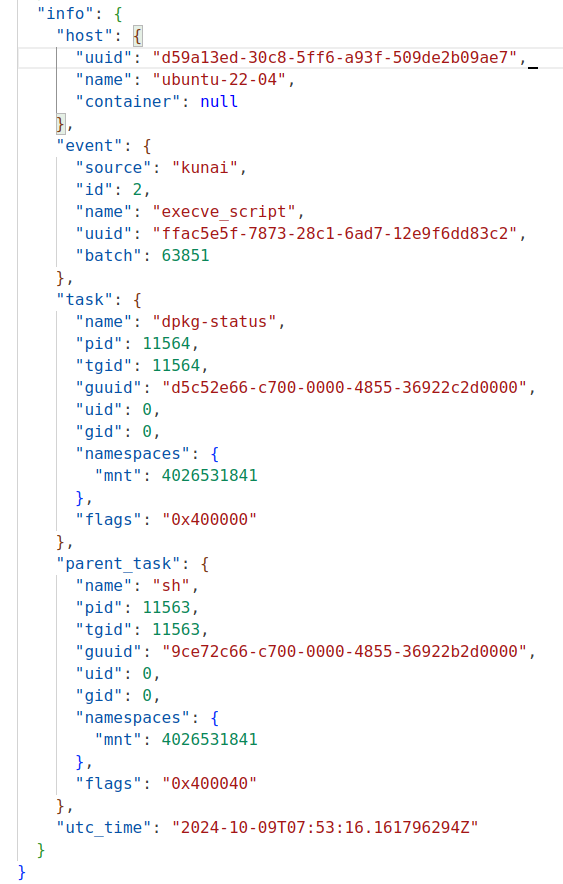 "info": {
"host": {
"uuid": "d59a13ed-30c8-5ff6-a93f-509de2b09ae7",
"name": "ubuntu-22-04",
"container": null
},
"event": {
"source": "kunai",
"id": 2,
"name": "execve_script",
"uuid": "ffac5e5f-7873-28c1-6ad7-12e9f6dd83c2",
"batch": 63851
},
"task": {
"name": "dpkg-status",
"pid": 11564,
"tgid": 11564,
"guuid": "d5c52e66-c700-0000-4855-36922c2d0000",
"uid": 0,
"gid": 0,
"namespaces": {
"mnt": 4026531841
},
"flags": "0x400000"
},
"parent_task": {
"name": "sh",
"pid": 11563,
"tgid": 11563,
"guuid": "9ce72c66-c700-0000-4855-36922b2d0000",
"uid": 0,
"gid": 0,
"namespaces": {
"mnt": 4026531841
},
"flags": "0x400040"
},
"utc_time": "2024-10-09T07:53:16.161796294Z"
}
}